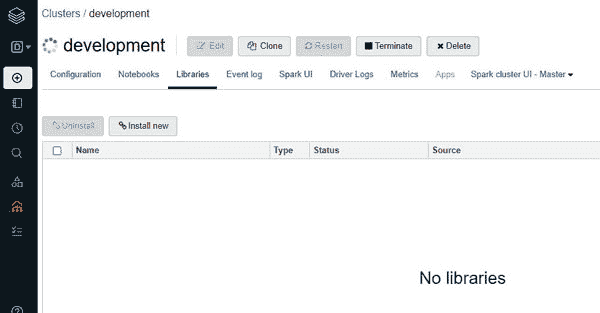 Clusters / development
D
development
Edit
Clone
Restart
Terminate
Delete
Configuration
Notebooks
Libraries
Event log
Spark UI
Driver Logs
Metrics
Apps
Spark cluster UI - Master
Uninstall
Install new
Name
Type
Status
Source
No libraries